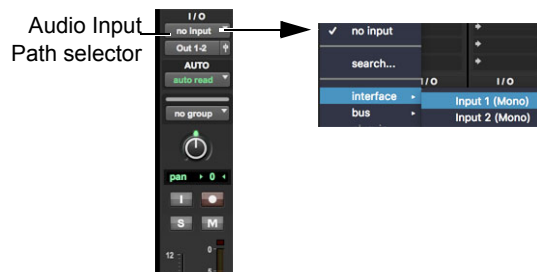 Audio Input
Path selector
I / O
no input
Out 1-2
AUTO
auto read
no group
pan
0
I
S
M
12
0
5
✓ no input
search...
I / O
I / O
interface
bus
Input 1 (Mono)
Input 2 (Mono)